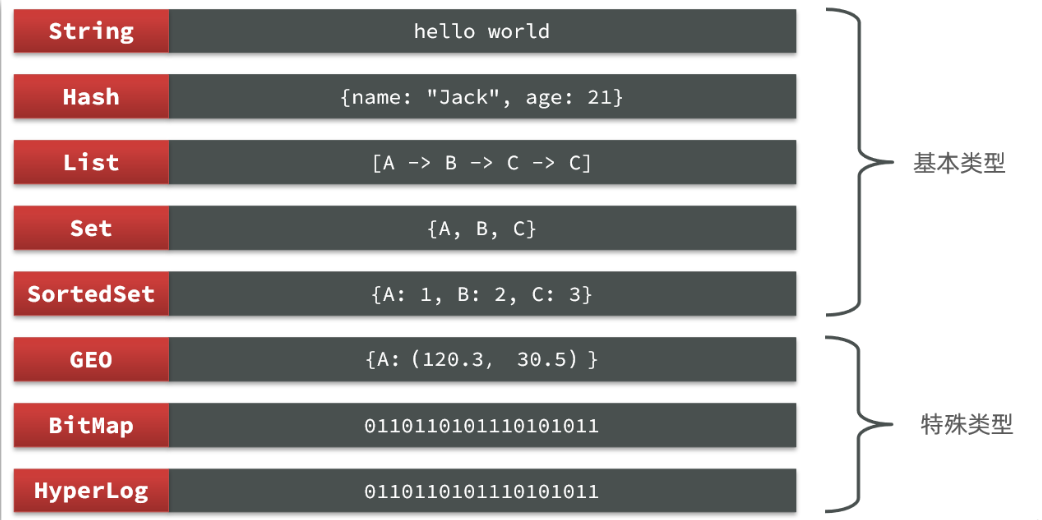 String hello world
Hash {name: "Jack", age: 21}
List [A -> B -> C -> C]
基本类型
Set {A, B, C}
SortedSet {A: 1, B: 2, C: 3}
GEO {A: (120.3, 30.5) }
BitMap 0110110101110101011
特殊类型
HyperLog 0110110101110101011